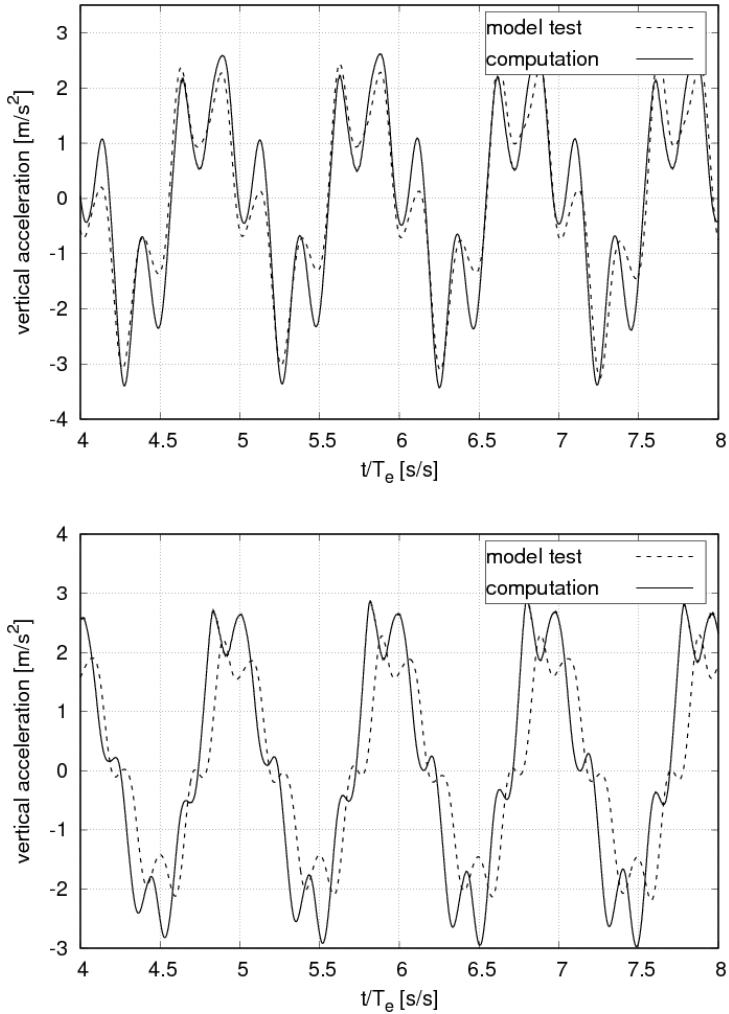 3
2
1
0
-1
-2
-3
-4
vertical acceleration [m/s²]
model test
computation
4 4.5 5 5.5 6 6.5 7 7.5 8
t/Tₑ [s/s]
4
3
2
1
0
-1
-2
-3
vertical acceleration [m/s²]
model test
computation
4 4.5 5 5.5 6 6.5 7 7.5 8
t/Tₑ [s/s]